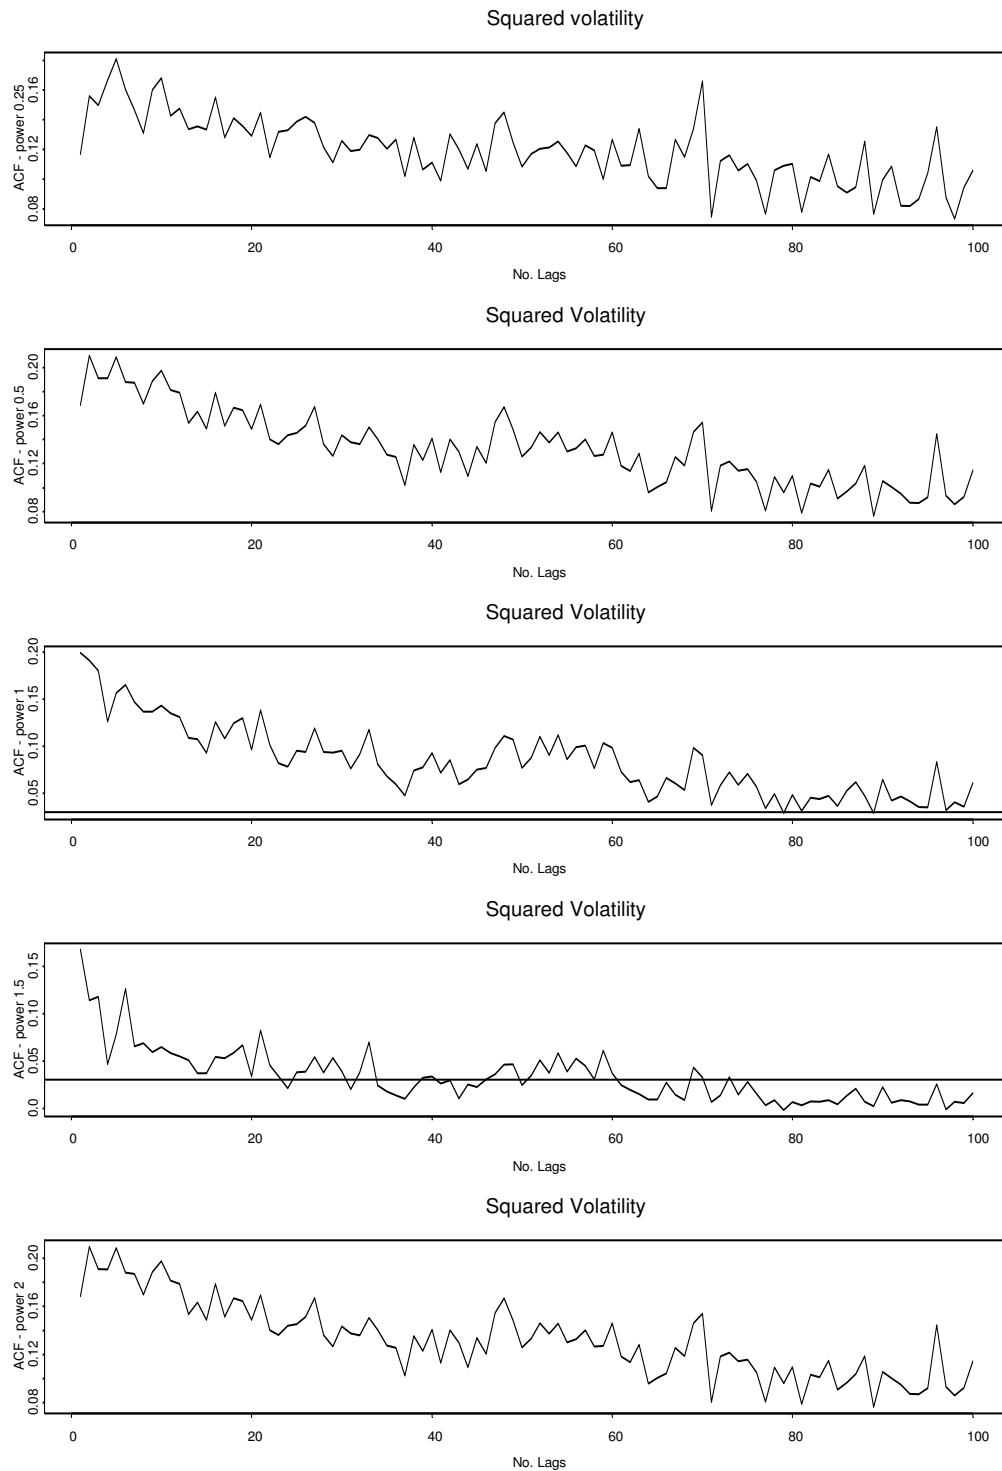 Squared volatility
ACF - power 0.25
0.08 0.12 0.16
0 20 40 60 80 100
No. Lags
Squared Volatility
ACF - power 0.5
0.08 0.12 0.16 0.20
0 20 40 60 80 100
No. Lags
Squared Volatility
ACF - power 1
0.05 0.10 0.15 0.20
0 20 40 60 80 100
No. Lags
Squared Volatility
ACF - power 1.5
0.0 0.05 0.10 0.15
0 20 40 60 80 100
No. Lags
Squared Volatility
ACF - power 2
0.08 0.12 0.16 0.20
0 20 40 60 80 100
No. Lags